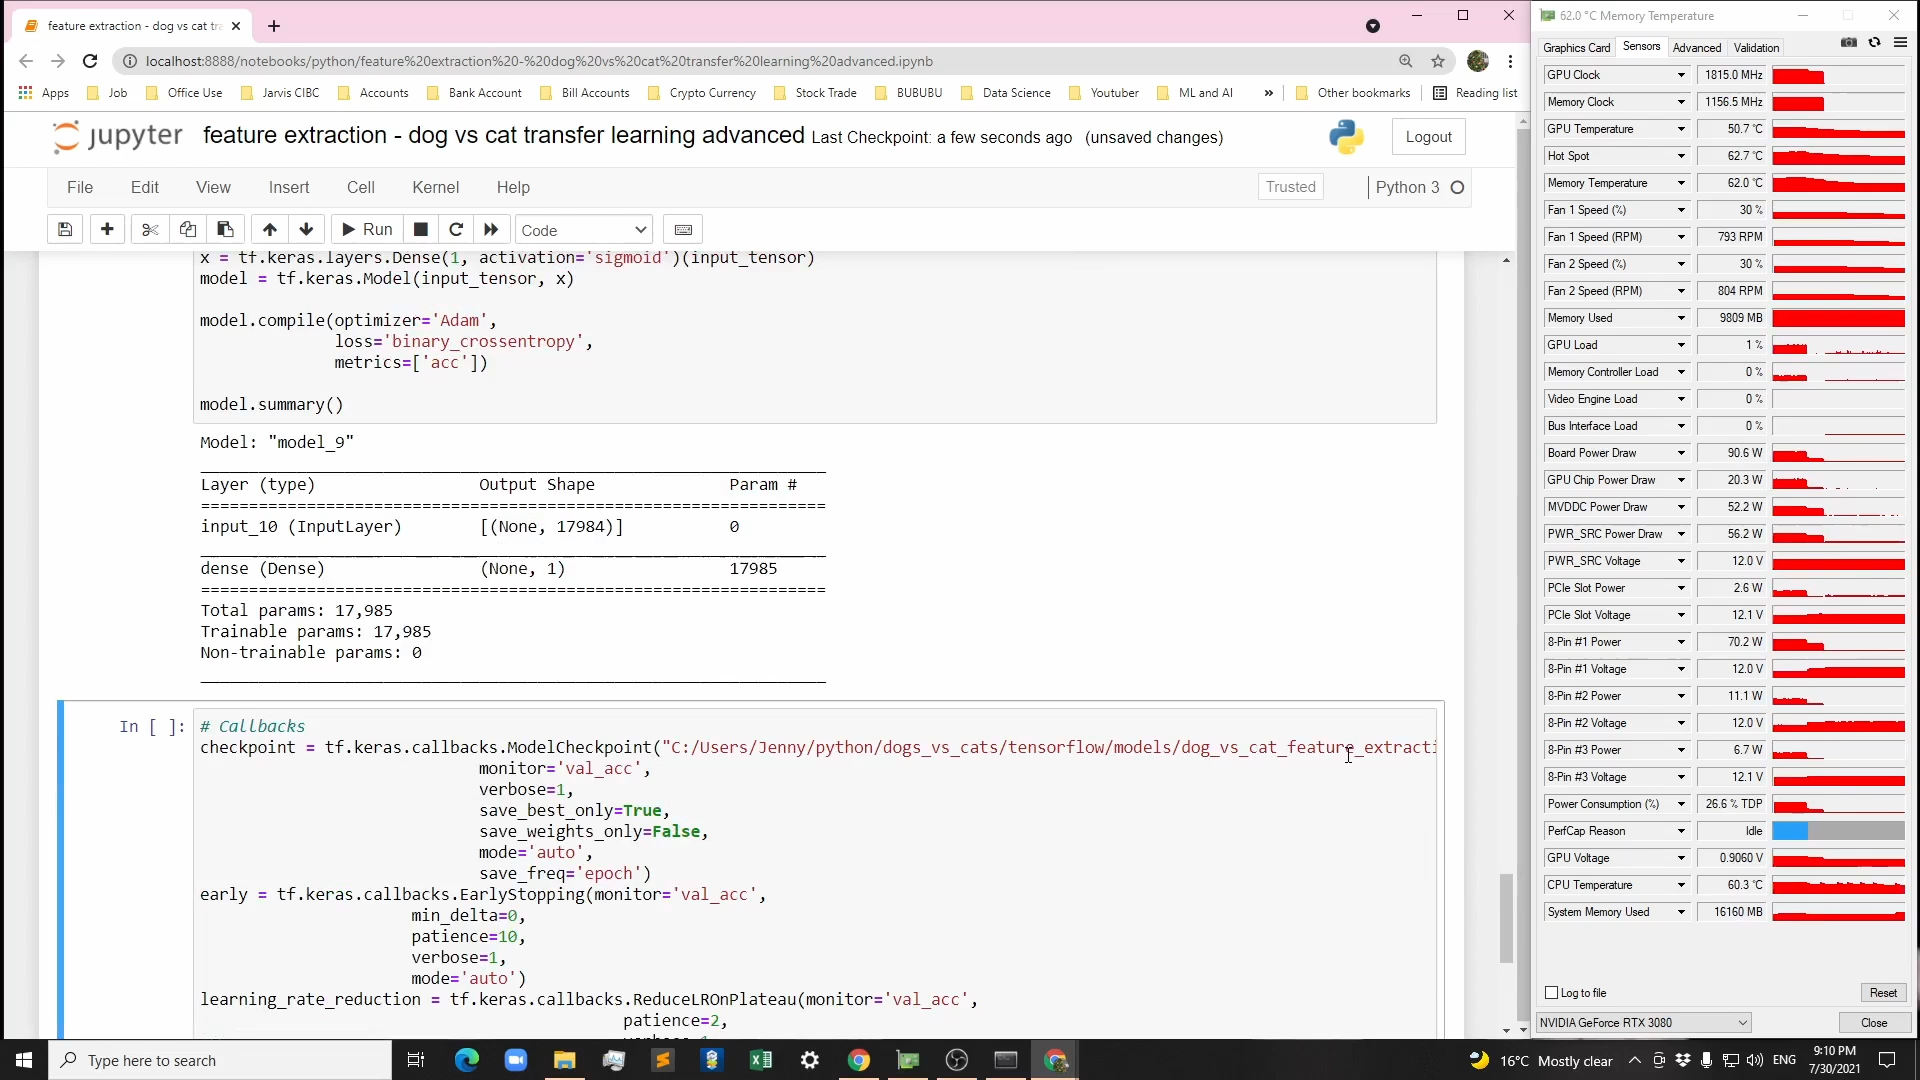 feature extraction - dog vs cat tra
localhost:8888/notebooks/python/feature%20extraction%20-%20dog%20vs%20cat%20transfer%20learning%20advanced.ipynb
Apps Job Office Use Jarvis CIBC Accounts Bank Account Bill Accounts Crypto Currency Stock Trade BUBUBU Data Science Youtuber ML and AI » Other bookmarks Reading list
jupyter feature extraction - dog vs cat transfer learning advanced Last Checkpoint: a few seconds ago (unsaved changes) Logout
File Edit View Insert Cell Kernel Help Trusted Python 3
Run Code
x = tf.keras.layers.Dense(1, activation='sigmoid')(input_tensor)
model = tf.keras.Model(input_tensor, x)
model.compile(optimizer='Adam',
loss='binary_crossentropy',
metrics=['acc'])
model.summary()
Model: "model_9"
Layer (type) Output Shape Param #
input_10 (InputLayer) [(None, 17984)] 0
dense (Dense) (None, 1) 17985
Total params: 17,985
Trainable params: 17,985
Non-trainable params: 0
In [ ]: # Callbacks
checkpoint = tf.keras.callbacks.ModelCheckpoint("C:/Users/Jenny/python/dogs_vs_cats/tensorflow/models/dog_vs_cat_feature_extracti
monitor='val_acc',
verbose=1,
save_best_only=True,
save_weights_only=False,
mode='auto',
save_freq='epoch')
early = tf.keras.callbacks.EarlyStopping(monitor='val_acc',
min_delta=0,
patience=10,
verbose=1,
mode='auto')
learning_rate_reduction = tf.keras.callbacks.ReduceLROnPlateau(monitor='val_acc',
patience=2,
62.0 °C Memory Temperature
Graphics Card Sensors Advanced Validation
GPU Clock 1815.0 MHz
Memory Clock 1156.5 MHz
GPU Temperature 50.7 °C
Hot Spot 62.7 °C
Memory Temperature 62.0 °C
Fan 1 Speed (%) 30 %
Fan 1 Speed (RPM) 793 RPM
Fan 2 Speed (%) 30 %
Fan 2 Speed (RPM) 804 RPM
Memory Used 9809 MB
GPU Load 1 %
Memory Controller Load 0 %
Video Engine Load 0 %
Bus Interface Load 0 %
Board Power Draw 90.6 W
GPU Chip Power Draw 20.3 W
MVDDC Power Draw 52.2 W
PWR_SRC Power Draw 56.2 W
PWR_SRC Voltage 12.0 V
PCIe Slot Power 2.6 W
PCIe Slot Voltage 12.1 V
8-Pin #1 Power 70.2 W
8-Pin #1 Voltage 12.0 V
8-Pin #2 Power 11.1 W
8-Pin #2 Voltage 12.0 V
8-Pin #3 Power 6.7 W
8-Pin #3 Voltage 12.1 V
Power Consumption (%) 26.6 % TDP
PerfCap Reason Idle
GPU Voltage 0.9060 V
CPU Temperature 60.3 °C
System Memory Used 16160 MB
Log to file Reset
NVIDIA GeForce RTX 3080 Close
Type here to search 16°C Mostly clear ENG 9:10 PM
7/30/2021